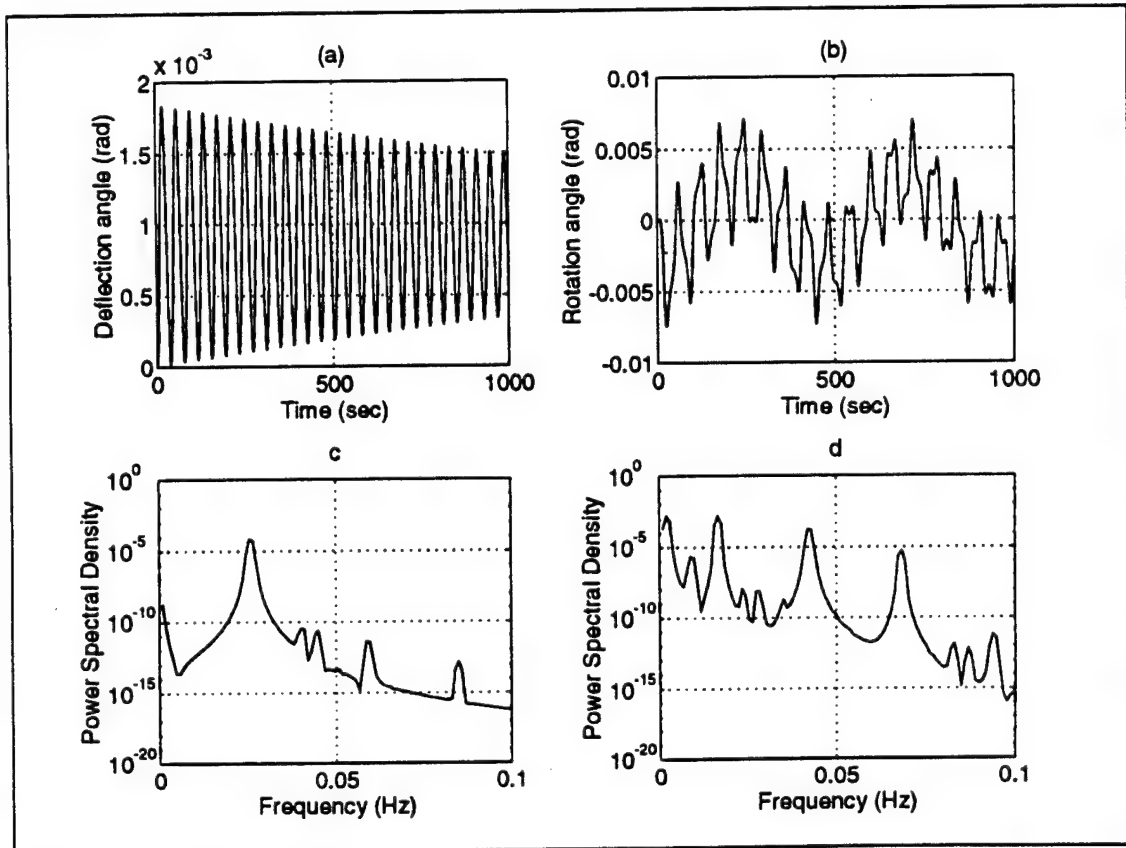 (a)
x 10^-3
2
1.5
1
0.5
0
0 500 1000
Deflection angle (rad)
Time (sec)
(b)
0.01
0.005
0
-0.005
-0.01
0 500 1000
Rotation angle (rad)
Time (sec)
c
10^0
10^-5
10^-10
10^-15
10^-20
0 0.05 0.1
Power Spectral Density
Frequency (Hz)
d
10^0
10^-5
10^-10
10^-15
10^-20
0 0.05 0.1
Power Spectral Density
Frequency (Hz)